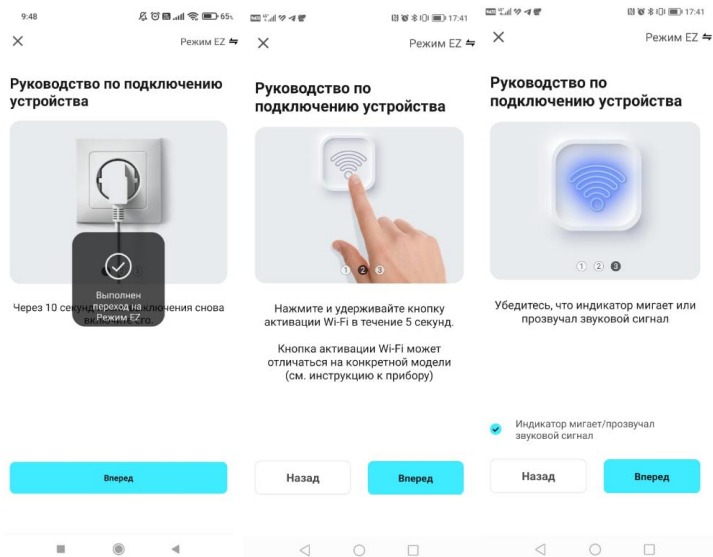 9:48
65%
✕
Режим EZ
Руководство по подключению
устройства
Выполнен
переход на
Режим EZ
Через 10 секунд
ключения снова
включите его.
Вперед
17:41
✕
Режим EZ
Руководство по
подключению устройства
1 2 3
Нажмите и удерживайте кнопку
активации Wi-Fi в течение 5 секунд.
Кнопка активации Wi-Fi может
отличаться на конкретной модели
(см. инструкцию к прибору)
Назад
Вперед
17:41
✕
Режим EZ
Руководство по
подключению устройства
1 2 3
Убедитесь, что индикатор мигает или
прозвучал звуковой сигнал
Индикатор мигает/прозвучал
звуковой сигнал
Назад
Вперед